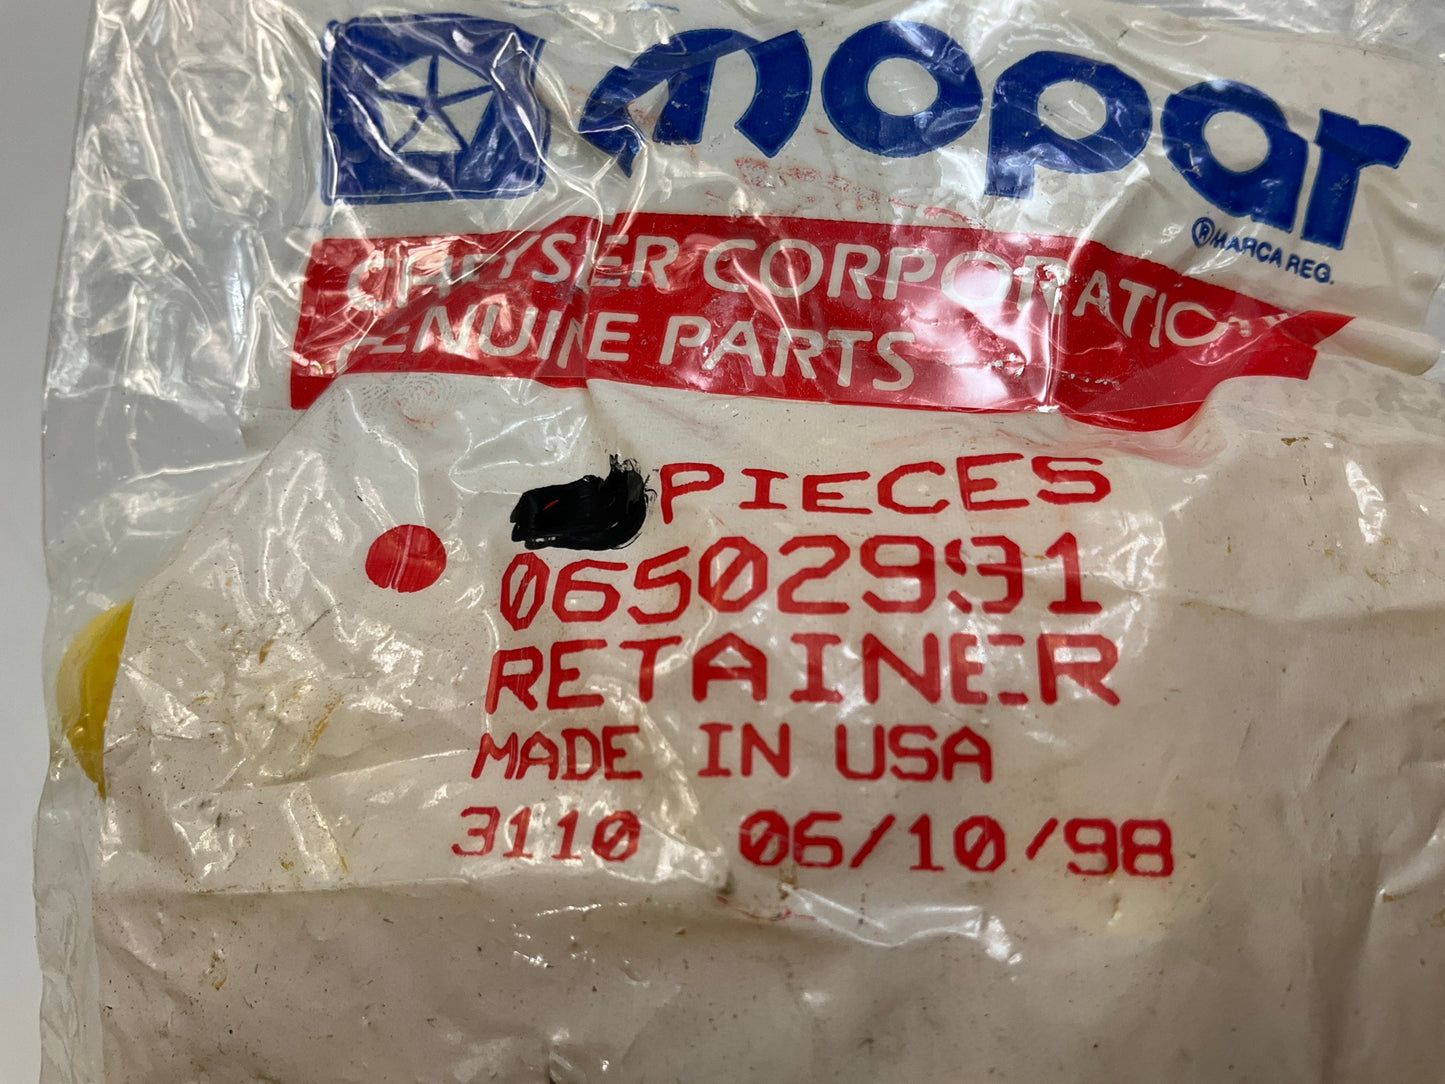 mopar
® MARCA REG.
CHRYSLER CORPORATION
GENUINE PARTS
PIECES
06502991
RETAINER
MADE IN USA
3110 06/10/98